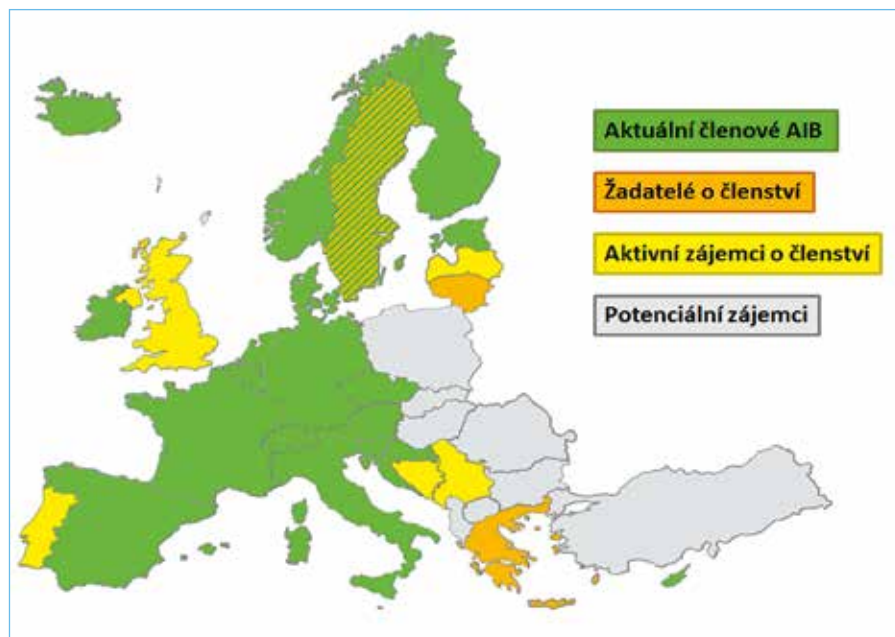 Aktuální členové AIB
Žadatelé o členství
Aktivní zájemci o členství
Potenciální zájemci